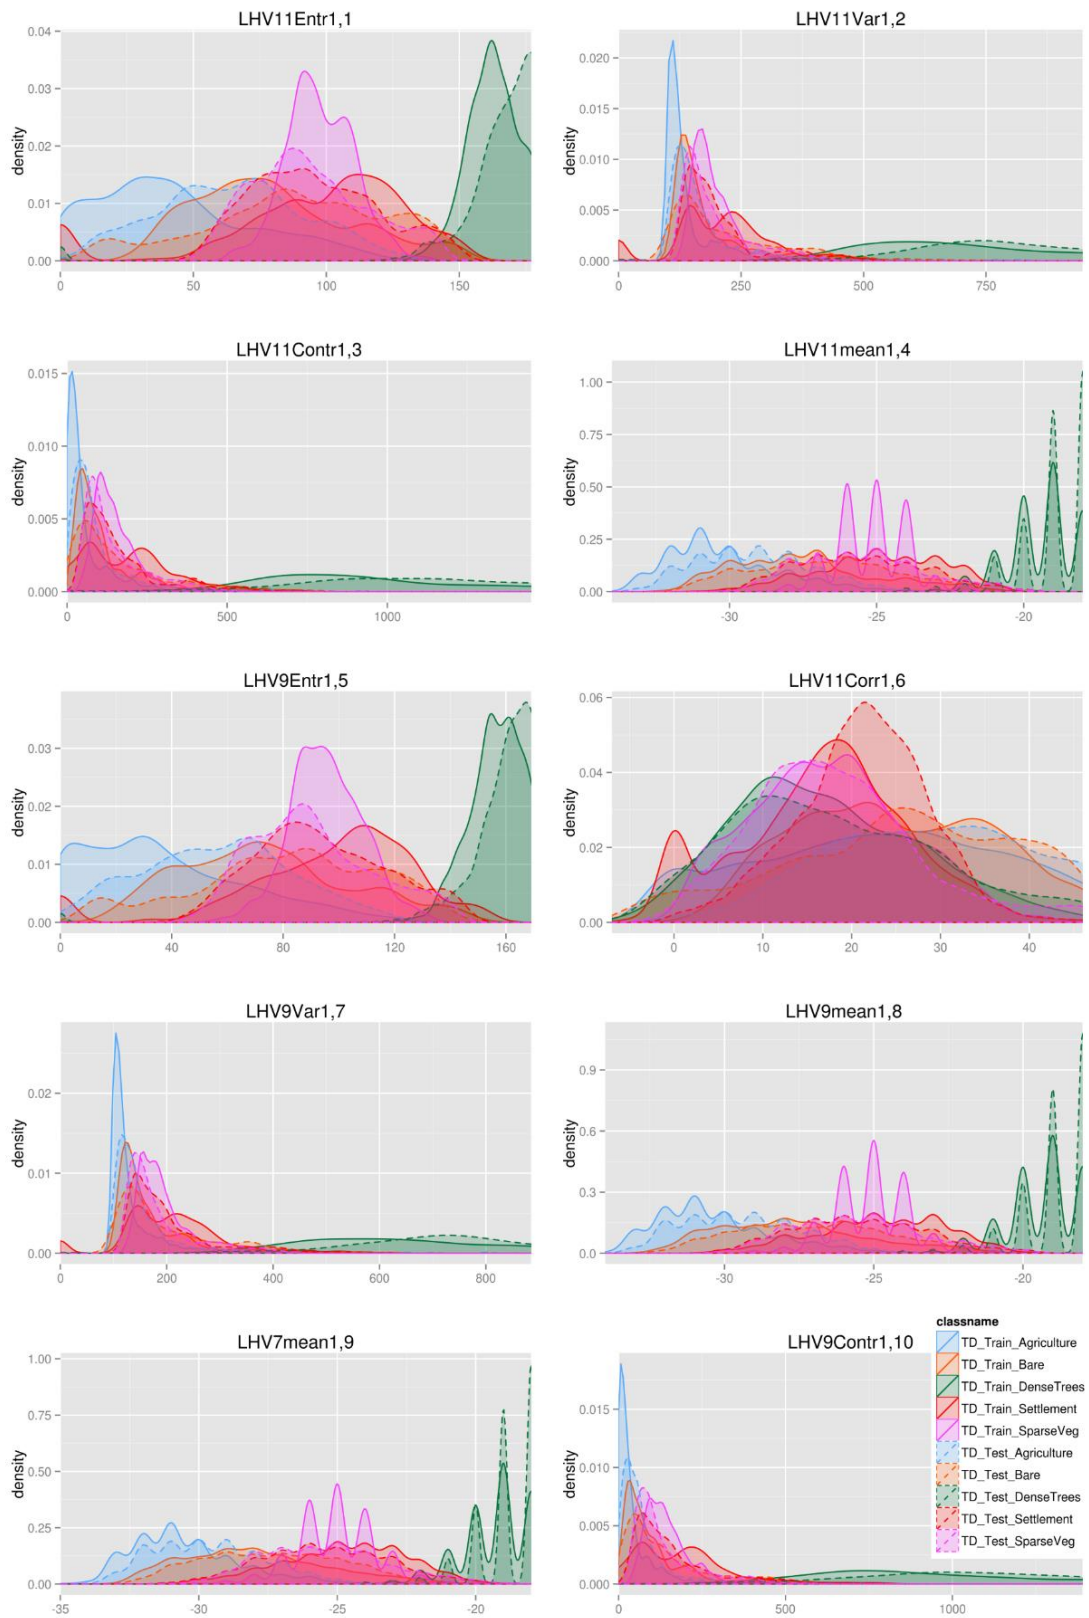 LHV11Entr1,1
density
0.04
0.03
0.02
0.01
0.00
0
50
100
150
LHV11Var1,2
density
0.020
0.015
0.010
0.005
0.000
0
250
500
750
LHV11Contr1,3
density
0.015
0.010
0.005
0.000
0
500
1000
LHV11mean1,4
density
1.00
0.75
0.50
0.25
0.00
-30
-25
-20
LHV9Entr1,5
density
0.03
0.02
0.01
0.00
0
40
80
120
160
LHV11Corr1,6
density
0.06
0.04
0.02
0.00
0
10
20
30
40
LHV9Var1,7
density
0.02
0.01
0.00
0
200
400
600
800
LHV9mean1,8
density
0.9
0.6
0.3
0.0
-30
-25
-20
LHV7mean1,9
density
1.00
0.75
0.50
0.25
0.00
-35
-30
-25
-20
LHV9Contr1,10
density
0.015
0.010
0.005
0.000
0
500
1000
classname
TD_Train_Agriculture
TD_Train_Bare
TD_Train_DenseTrees
TD_Train_Settlement
TD_Train_SparseVeg
TD_Test_Agriculture
TD_Test_Bare
TD_Test_DenseTrees
TD_Test_Settlement
TD_Test_SparseVeg